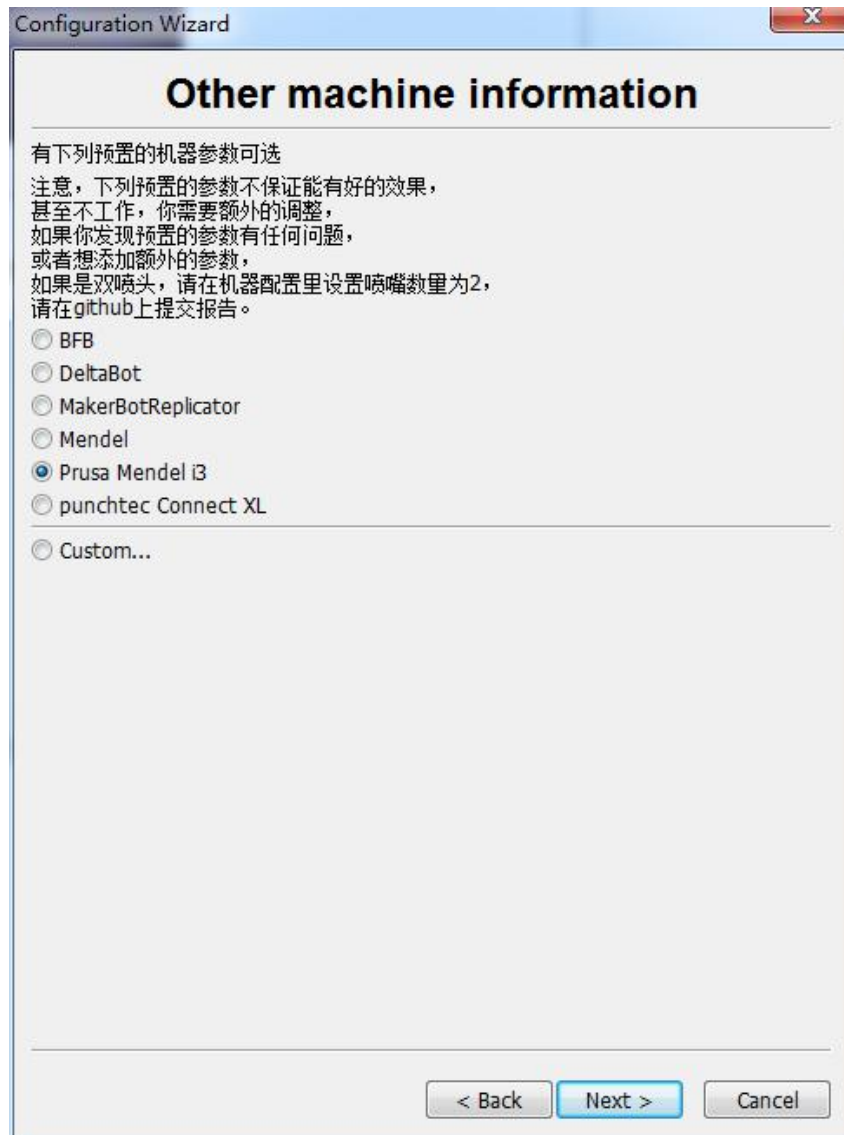 Configuration Wizard
Other machine information
有下列预置的机器参数可选
注意，下列预置的参数不保证能有好的效果，
甚至不工作，你需要额外的调整，
如果你发现预置的参数有任何问题，
或者想添加额外的参数，
如果是双喷头，请在机器配置里设置喷嘴数量为2，
请在github上提交报告。
BFB
DeltaBot
MakerBotReplicator
Mendel
Prusa Mendel i3
punchtec Connect XL
Custom...
< Back Next > Cancel